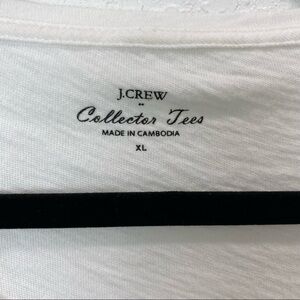 J.CREW
Collector Tees
MADE IN CAMBODIA
XL